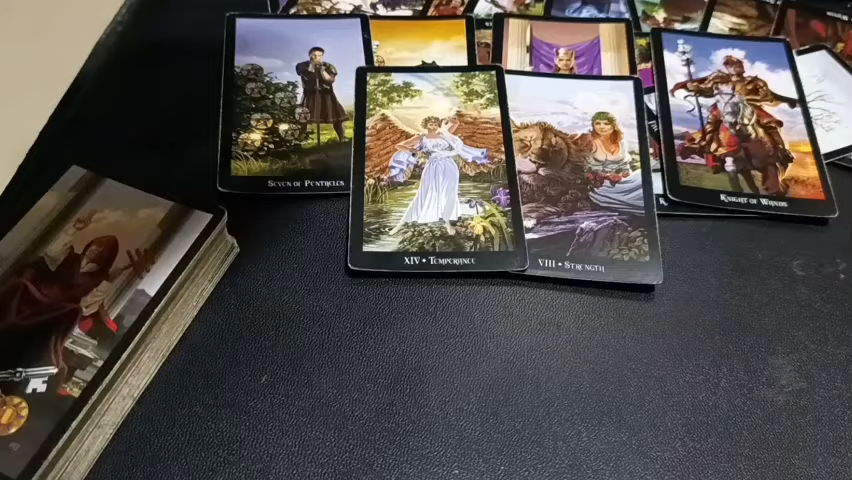 SEVEN OF PENTACLES
XIV • TEMPERANCE
VIII • STRENGTH
KNIGHT OF WANDS